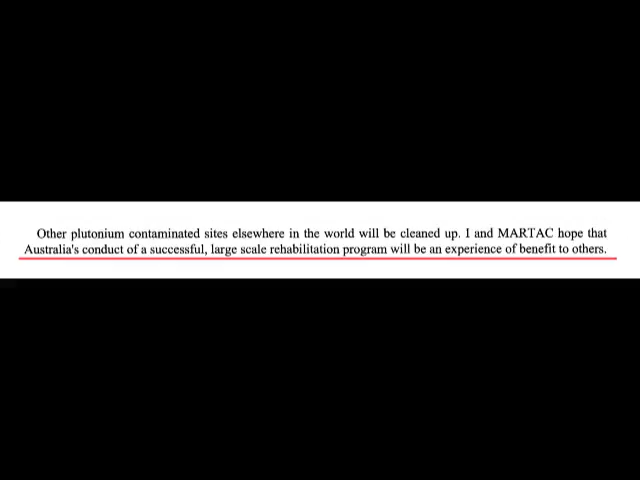 Other plutonium contaminated sites elsewhere in the world will be cleaned up. I and MARTAC hope that
Australia's conduct of a successful, large scale rehabilitation program will be an experience of benefit to others.